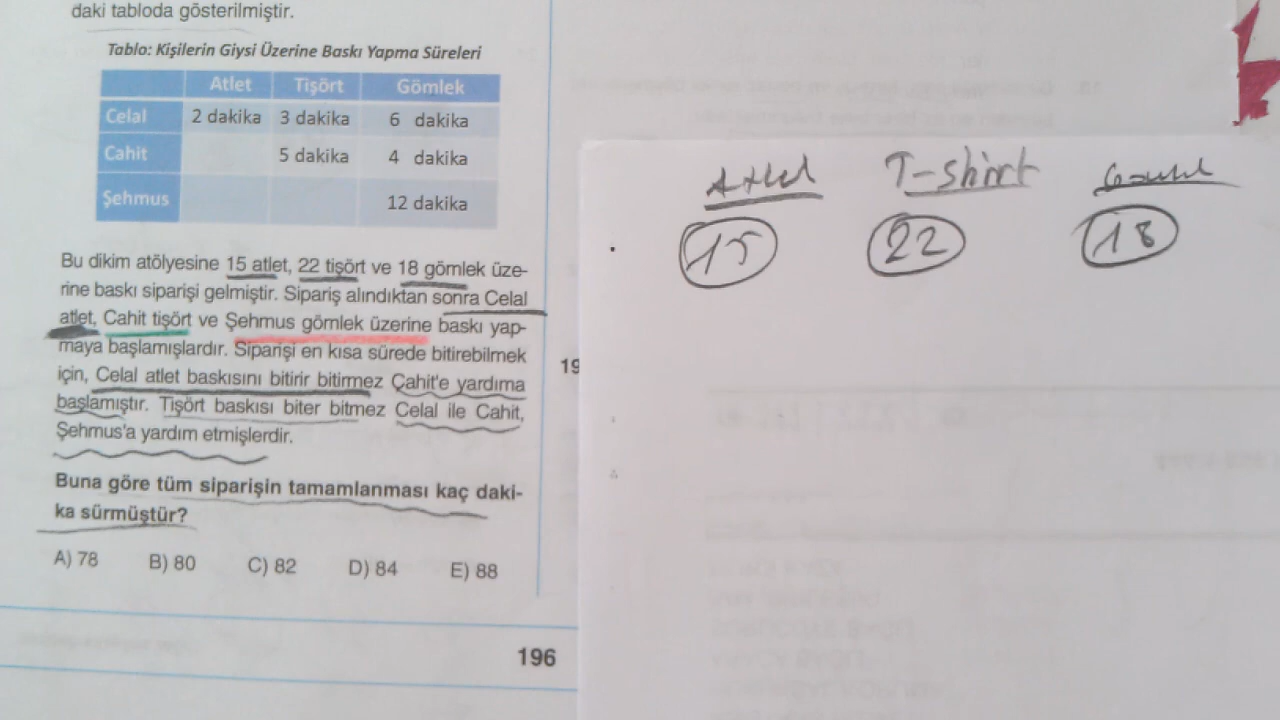 daki tabloda gösterilmiştir.
Tablo: Kişilerin Giysi Üzerine Baskı Yapma Süreleri
Atlet Tişört Gömlek
Celal 2 dakika 3 dakika 6 dakika
Cahit 5 dakika 4 dakika
Şehmus 12 dakika
Bu dikim atölyesine 15 atlet, 22 tişört ve 18 gömlek üze-
rine baskı siparişi gelmiştir. Sipariş alındıktan sonra Celal
atlet, Cahit tişört ve Şehmus gömlek üzerine baskı yap-
maya başlamışlardır. Siparişi en kısa sürede bitirebilmek
için, Celal atlet baskısını bitirir bitirmez Cahit'e yardıma
başlamıştır. Tişört baskısı biter bitmez Celal ile Cahit,
Şehmus'a yardım etmişlerdir.
Buna göre tüm siparişin tamamlanması kaç daki-
ka sürmüştür?
A) 78 B) 80 C) 82 D) 84 E) 88
196
19
Atlet T-shirt
15 22 18